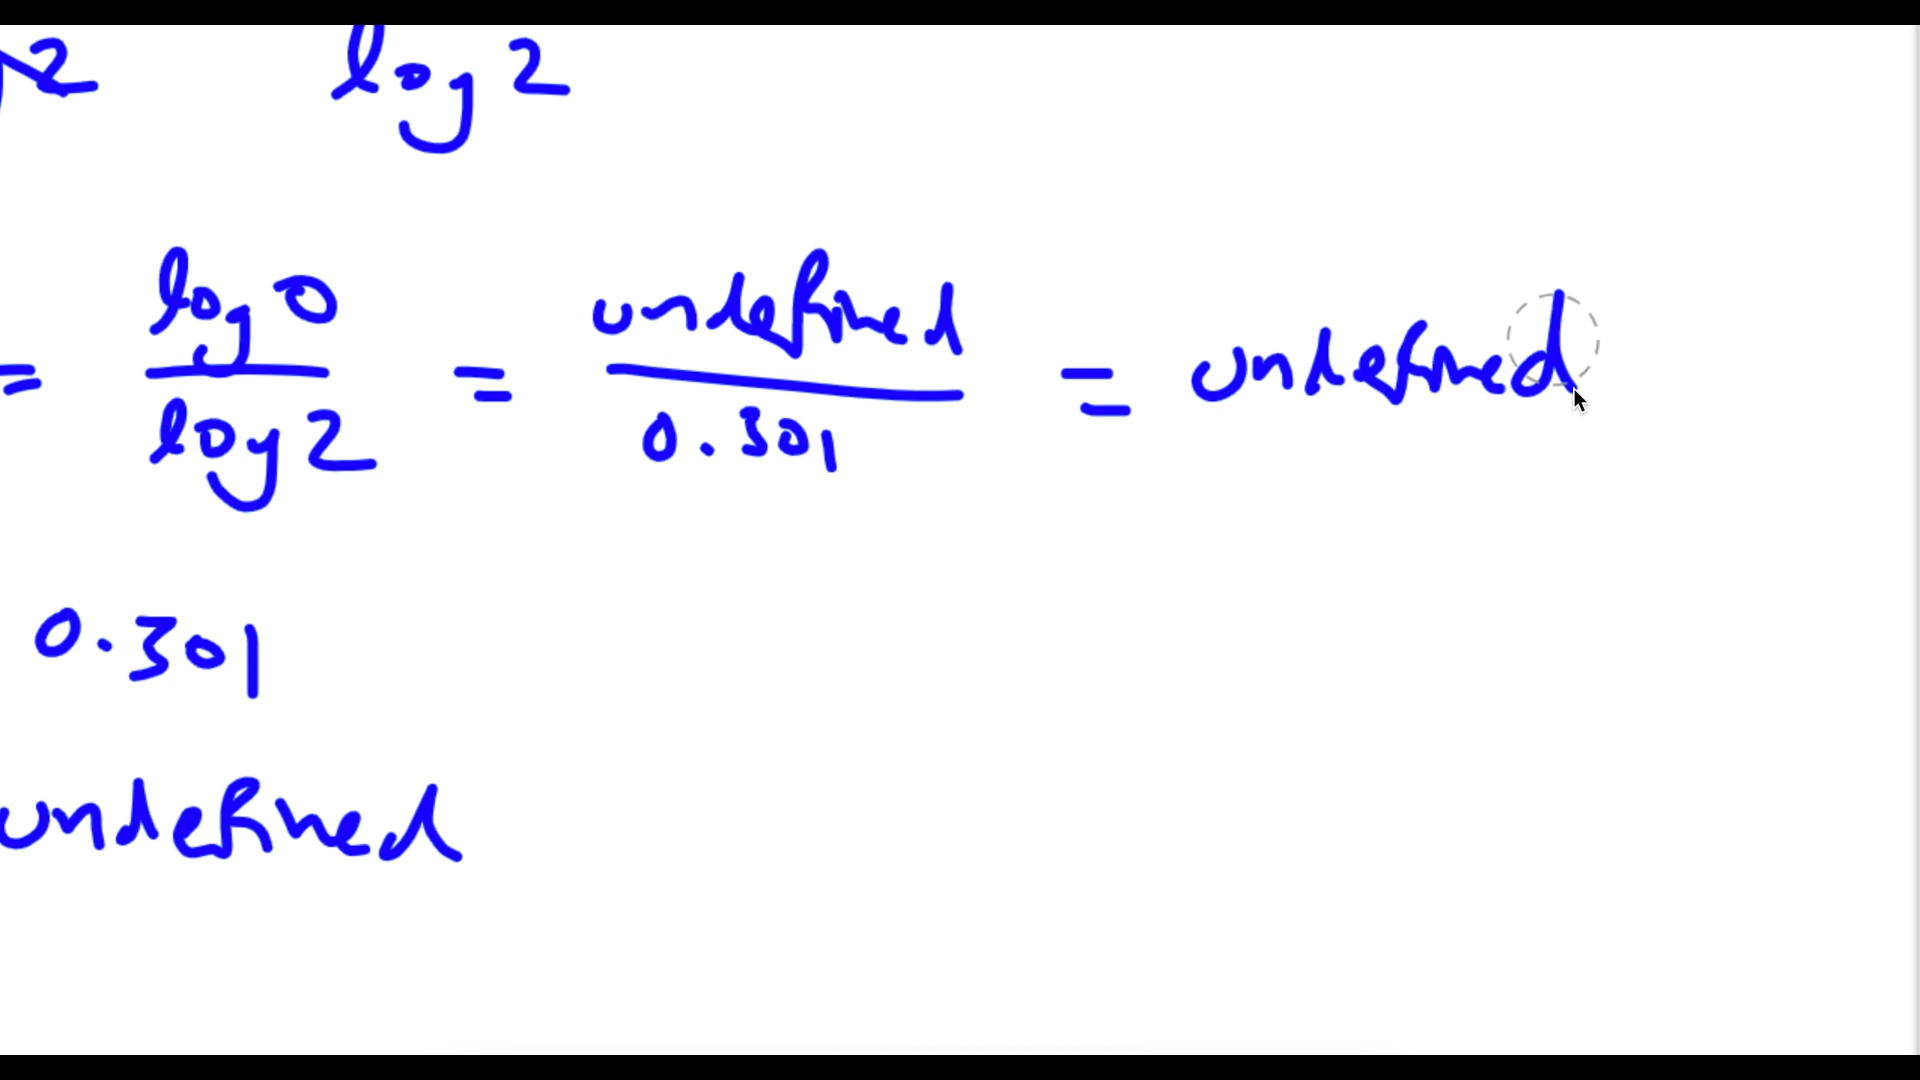 2 log 2
= log 0 / log 2 = undefined / 0.301 = undefined
0.301
undefined